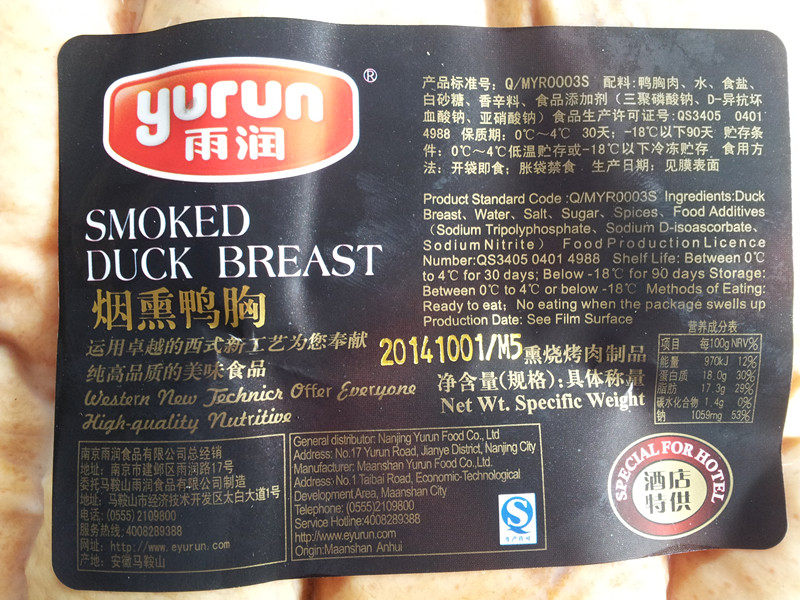 yurun
雨润
®
SMOKED
DUCK BREAST
烟熏鸭胸
运用卓越的西式新工艺为您奉献
纯高品质的美味食品
Western New Technicr Offer Everyone
High-quality Nutritive
产品标准号：Q/MYR0003S 配料:鸭胸肉、水、食盐、
白砂糖、香辛料、食品添加剂（三聚磷酸钠、D-异抗坏
血酸钠、亚硝酸钠）食品生产许可证号:QS3405 0401
4988 保质期：0℃～4℃ 30天；-18℃以下90天 贮存条
件：0℃～4℃低温贮存或-18℃以下冷冻贮存 食用方
法：开袋即食；胀袋禁食 生产日期：见膜表面
Product Standard Code :Q/MYR0003S Ingredients:Duck
Breast、Water、Salt、Sugar、Spices、Food Additives
（Sodium Tripolyphosphate、Sodium D-isoascorbate、
Sodium Nitrite） Food Production Licence
Number:QS3405 0401 4988 Shelf Life: Between 0℃
to 4℃ for 30 days; Below -18℃ for 90 days Storage:
Between 0℃ to 4℃ or below -18℃ Methods of Eating:
Ready to eat；No eating when the package swells up
Production Date: See Film Surface
20141001/M5
熏烧烤肉制品
净含量(规格):具体称量
Net Wt. Specific Weight
营养成分表
项目 每100g NRV%
能量 970kJ 12%
蛋白质 18.0g 30%
脂肪 17.3g 29%
碳水化合物 1.4g 0%
钠 1059mg 53%
南京雨润食品有限公司总经销
地址：南京市建邺区雨润路17号
委托马鞍山雨润食品有限公司制造
地址：马鞍山市经济技术开发区太白大道1号
电话：(0555)2109800
服务热线：4008289388
网址：http://www.eyurun.com
产地：安徽马鞍山
General distributor: Nanjing Yurun Food Co., Ltd
Address: No.17 Yurun Road, Jianye District, Nanjing City
Manufacturer: Maanshan Yurun Food Co.,Ltd.
Address: No.1 Taibai Road, Economic-Technological
Development Area, Maanshan City
Telephone: (0555)2109800
Service Hotline:4008289388
http://www.eyurun.com
Origin:Maanshan Anhui
生产许可
SPECIAL FOR HOTEL
酒店
特供